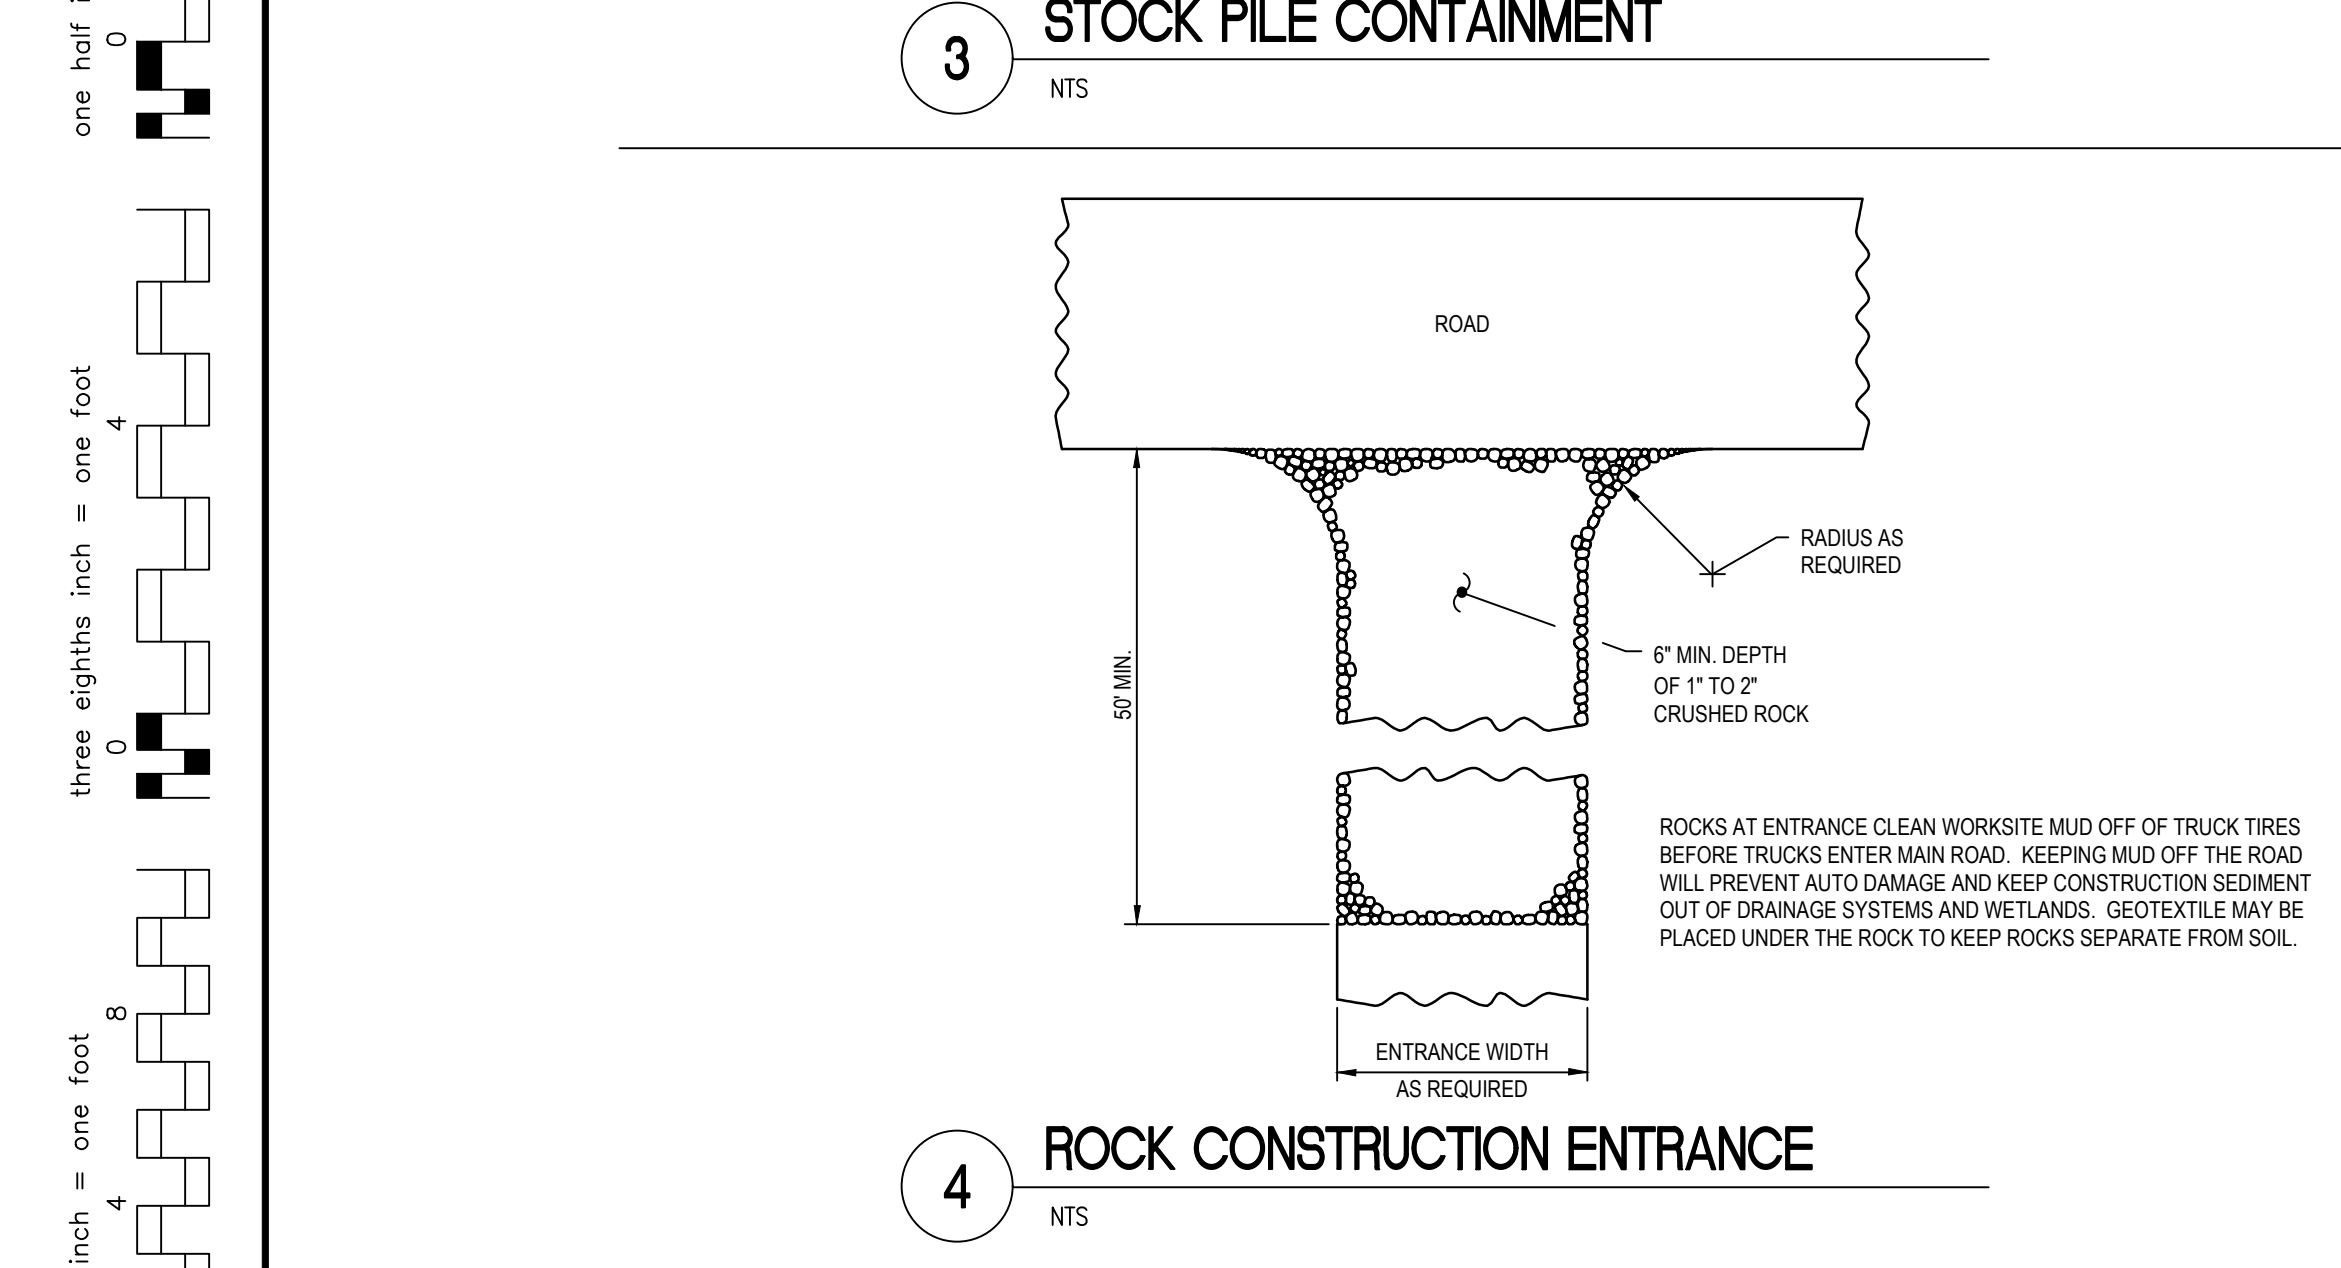 one half
0
three eighths inch = one foot
4
0
inch = one foot
8
4
3
STOCK PILE CONTAINMENT
NTS
ROAD
50' MIN.
RADIUS AS
REQUIRED
6" MIN. DEPTH
OF 1" TO 2"
CRUSHED ROCK
ROCKS AT ENTRANCE CLEAN WORKSITE MUD OFF OF TRUCK TIRES
BEFORE TRUCKS ENTER MAIN ROAD.  KEEPING MUD OFF THE ROAD
WILL PREVENT AUTO DAMAGE AND KEEP CONSTRUCTION SEDIMENT
OUT OF DRAINAGE SYSTEMS AND WETLANDS.  GEOTEXTILE MAY BE
PLACED UNDER THE ROCK TO KEEP ROCKS SEPARATE FROM SOIL.
ENTRANCE WIDTH
AS REQUIRED
4
ROCK CONSTRUCTION ENTRANCE
NTS